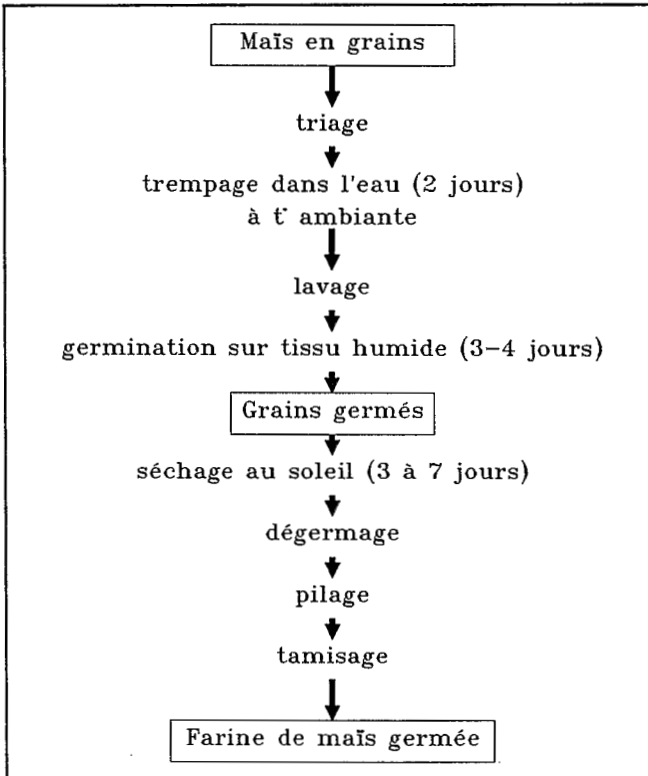 Maïs en grains
triage
trempage dans l'eau (2 jours)
à t° ambiante
lavage
germination sur tissu humide (3-4 jours)
Grains germés
séchage au soleil (3 à 7 jours)
dégermage
pilage
tamisage
Farine de maïs germée